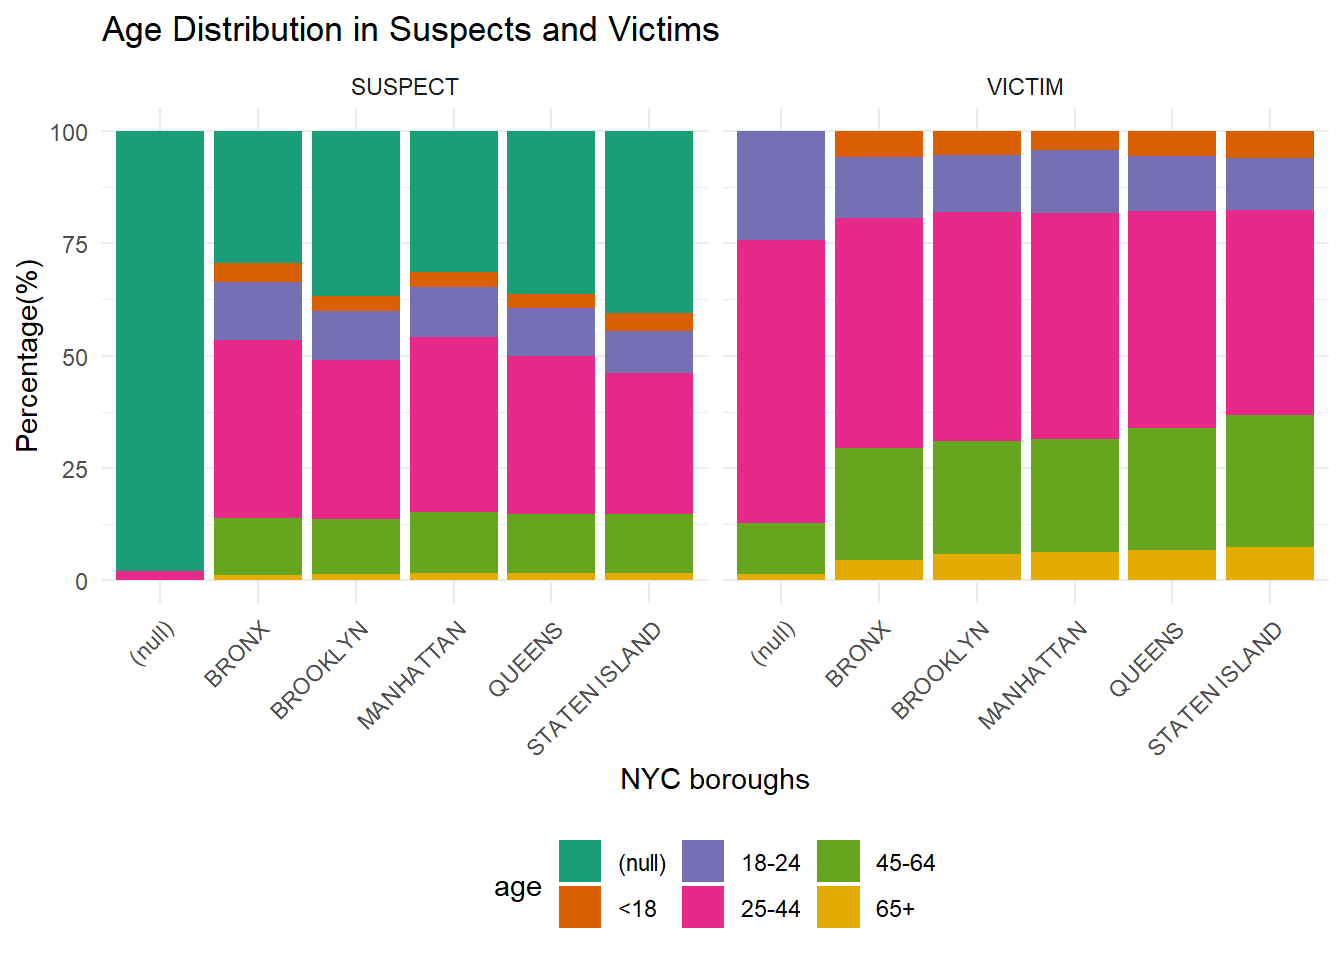 Age Distribution in Suspects and Victims
SUSPECT
VICTIM
Percentage(%)
100
75
50
25
0
(null)
BRONX
BROOKLYN
MANHATTAN
QUEENS
STATEN ISLAND
(null)
BRONX
BROOKLYN
MANHATTAN
QUEENS
STATEN ISLAND
NYC boroughs
age
(null)
<18
18-24
25-44
45-64
65+